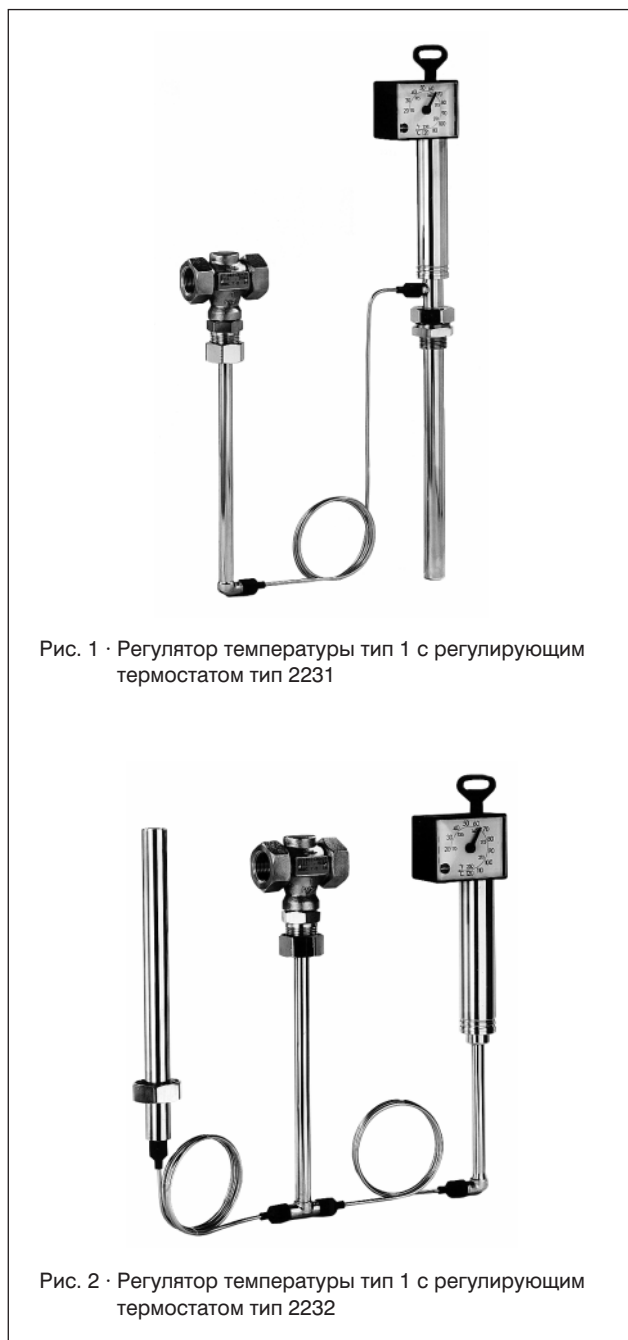 Рис. 1 · Регулятор температуры тип 1 с регулирующим
термостатом тип 2231
Рис. 2 · Регулятор температуры тип 1 с регулирующим
термостатом тип 2232